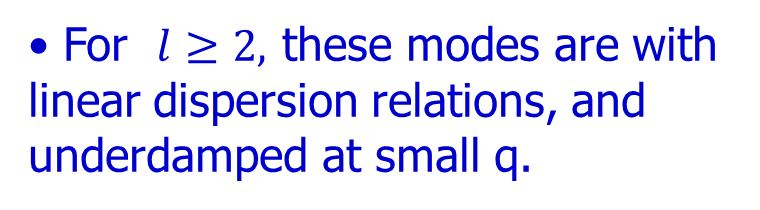 • For l ≥ 2, these modes are with
linear dispersion relations, and
underdamped at small q.